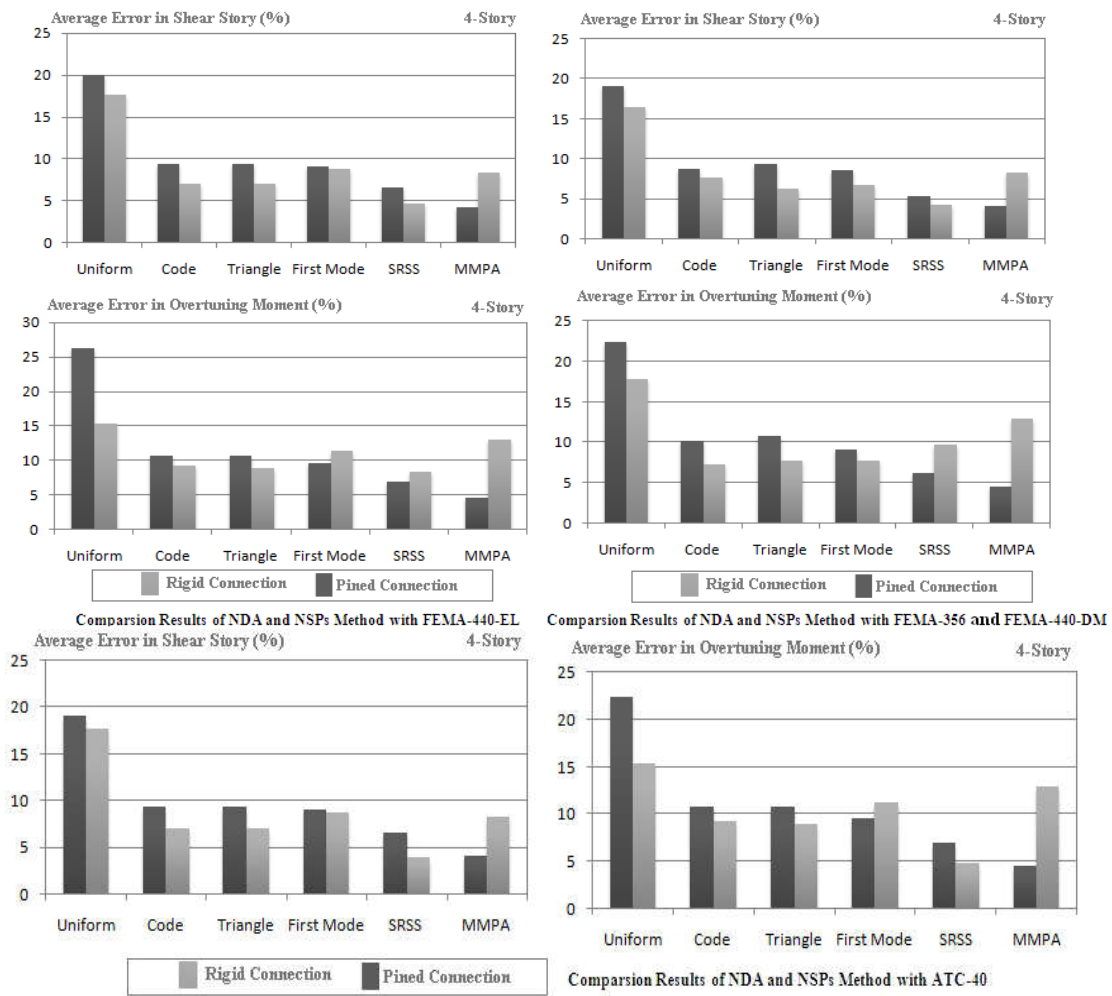 Average Error in Shear Story (%) 4-Story
25
20
15
10
5
0
Uniform Code Triangle First Mode SRSS MMPA
Average Error in Shear Story (%) 4-Story
25
20
15
10
5
0
Uniform Code Triangle First Mode SRSS MMPA
Average Error in Overtuning Moment (%) 4-Story
30
25
20
15
10
5
0
Uniform Code Triangle First Mode SRSS MMPA
Rigid Connection Pined Connection
Comparsion Results of NDA and NSPs Method with FEMA-440-EL
Average Error in Overtuning Moment (%) 4-Story
25
20
15
10
5
0
Uniform Code Triangle First Mode SRSS MMPA
Rigid Connection Pined Connection
Comparsion Results of NDA and NSPs Method with FEMA-356 and FEMA-440-DM
Average Error in Shear Story (%) 4-Story
25
20
15
10
5
0
Uniform Code Triangle First Mode SRSS MMPA
Average Error in Overtuning Moment (%) 4-Story
25
20
15
10
5
0
Uniform Code Triangle First Mode SRSS MMPA
Rigid Connection Pined Connection
Comparsion Results of NDA and NSPs Method with ATC-40